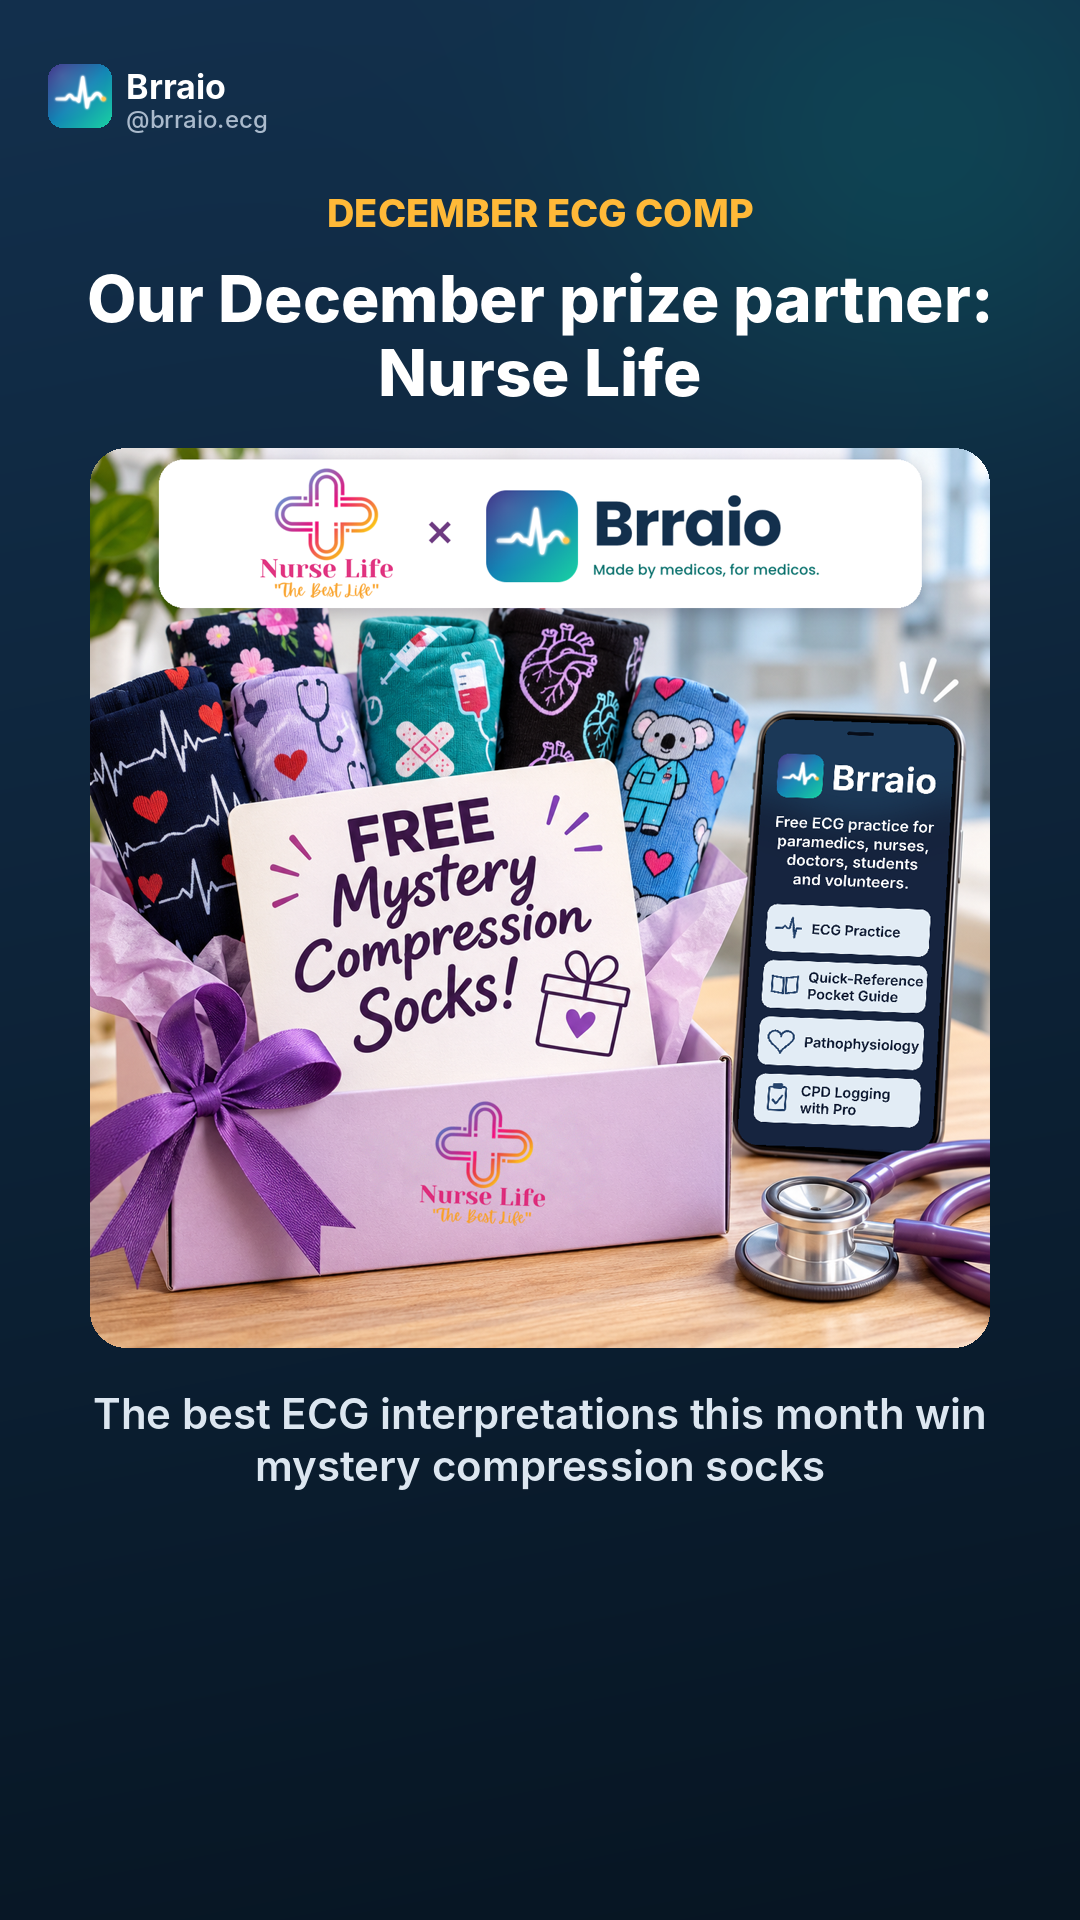 Brraio
@brraio.ecg
DECEMBER ECG COMP
Our December prize partner:
Nurse Life
Nurse Life
"The Best Life"
×
Brraio
Made by medicos, for medicos.
FREE
Mystery
Compression
Socks!
Nurse Life
"The Best Life"
Brraio
Free ECG practice for
paramedics, nurses,
doctors, students
and volunteers.
ECG Practice
Quick-Reference
Pocket Guide
Pathophysiology
CPD Logging
with Pro
The best ECG interpretations this month win
mystery compression socks